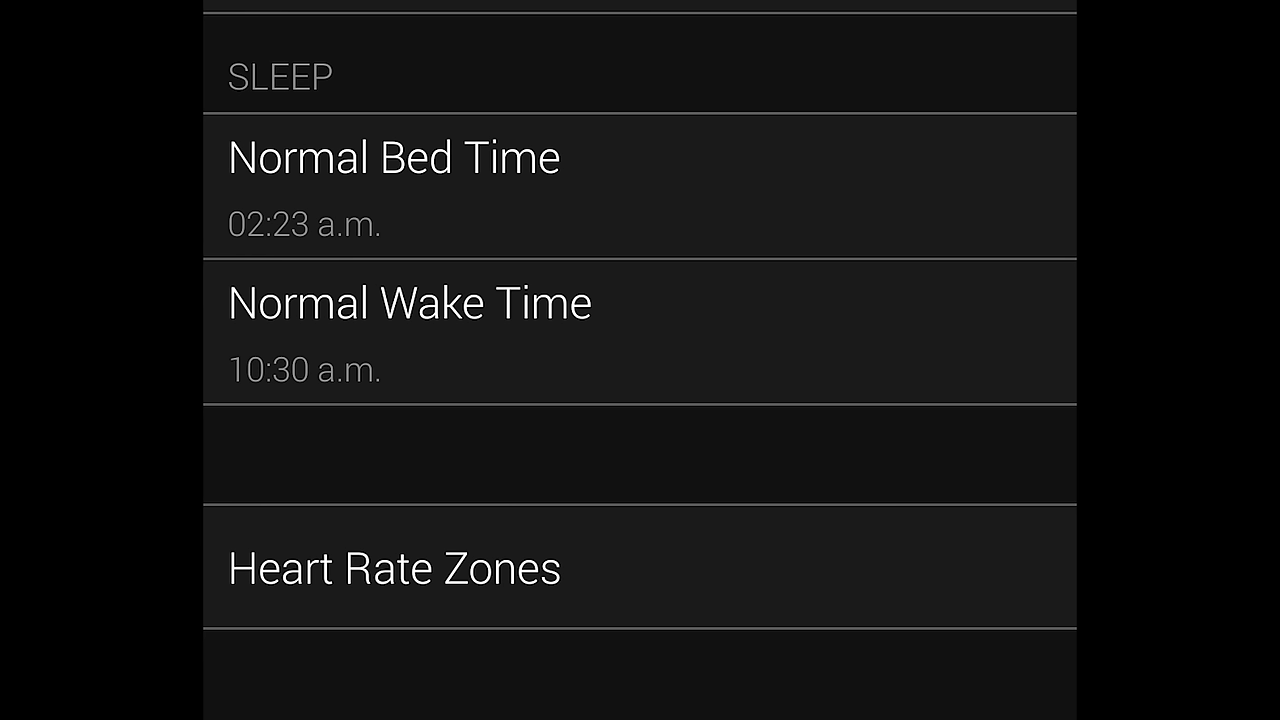 SLEEP
Normal Bed Time
02:23 a.m.
Normal Wake Time
10:30 a.m.
Heart Rate Zones